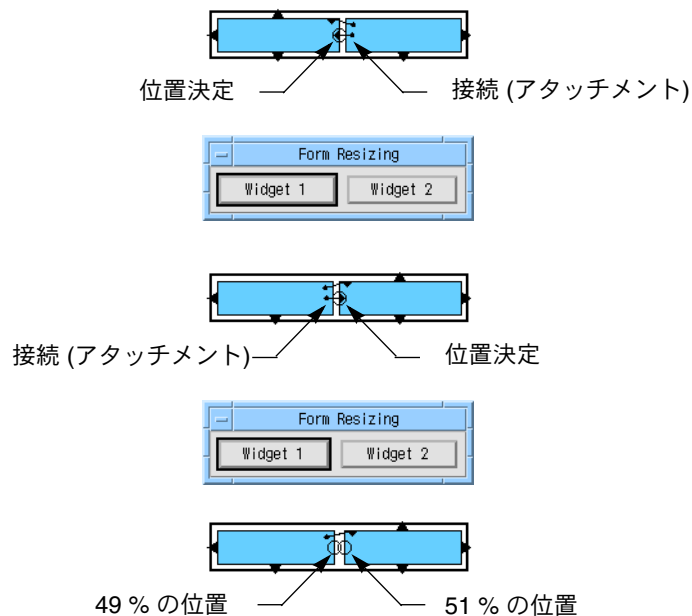 位置決定 接続 (アタッチメント)
Form Resizing
Widget 1 Widget 2
接続 (アタッチメント) 位置決定
Form Resizing
Widget 1 Widget 2
49 % の位置 51 % の位置